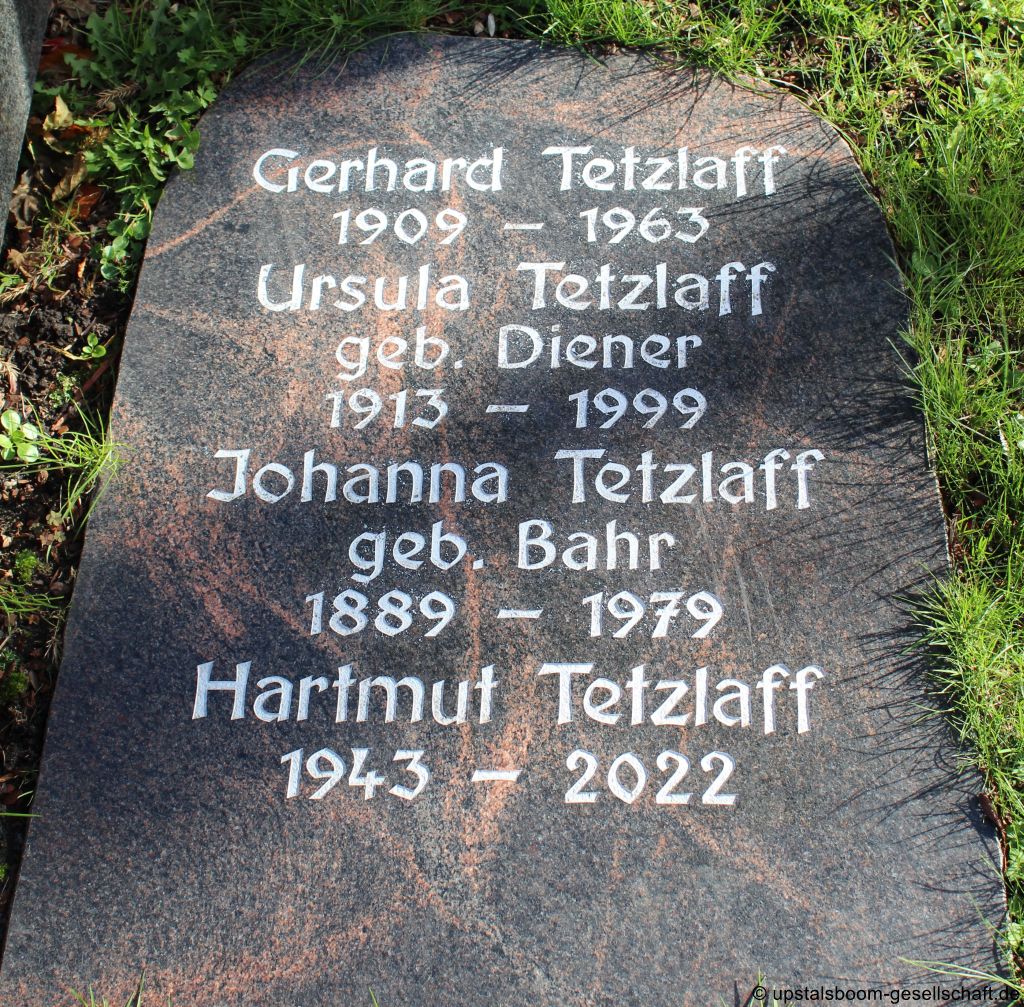 Gerhard Tetzlaff
1909 – 1963
Ursula Tetzlaff
geb. Diener
1913 – 1999
Johanna Tetzlaff
geb. Bahr
1889 – 1979
Hartmut Tetzlaff
1943 – 2022
© upstalsboom-gesellschaft.de